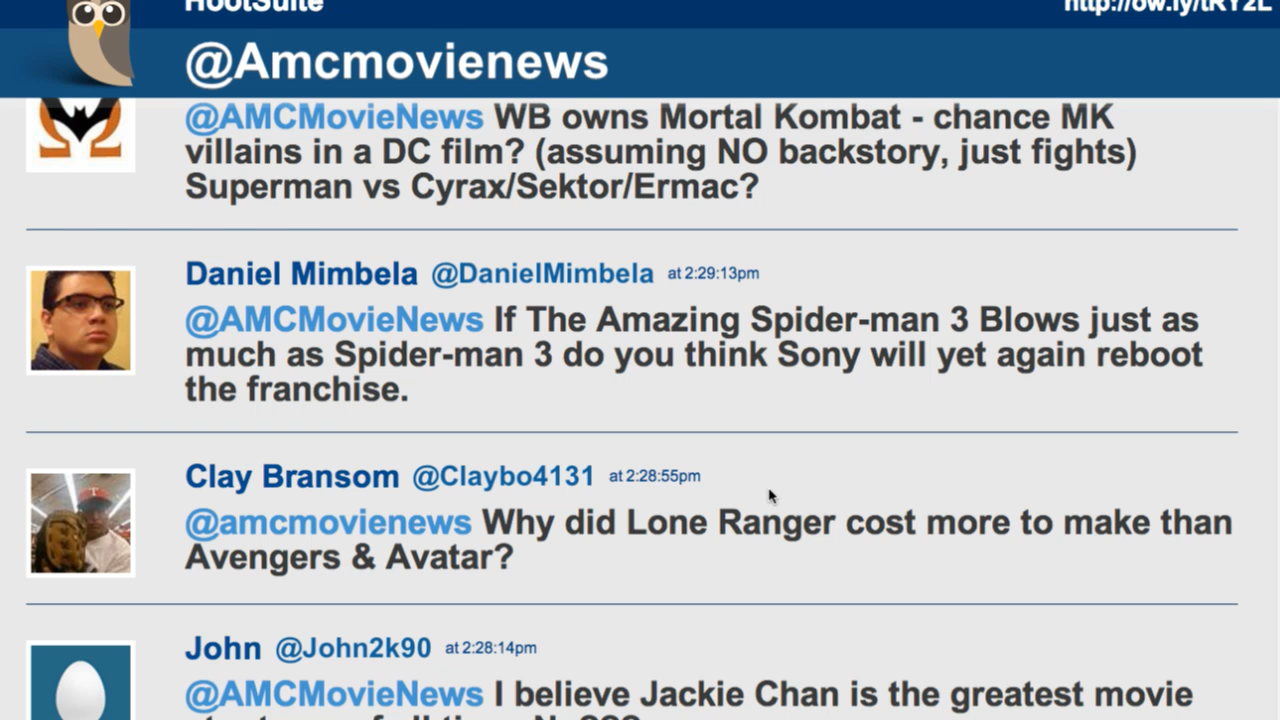 HootSuite
http://ow.ly/tRY2L
@Amcmovienews
@AMCMovieNews WB owns Mortal Kombat - chance MK
villains in a DC film? (assuming NO backstory, just fights)
Superman vs Cyrax/Sektor/Ermac?
Daniel Mimbela @DanielMimbela at 2:29:13pm
@AMCMovieNews If The Amazing Spider-man 3 Blows just as
much as Spider-man 3 do you think Sony will yet again reboot
the franchise.
Clay Bransom @Claybo4131 at 2:28:55pm
@amcmovienews Why did Lone Ranger cost more to make than
Avengers & Avatar?
John @John2k90 at 2:28:14pm
@AMCMovieNews I believe Jackie Chan is the greatest movie